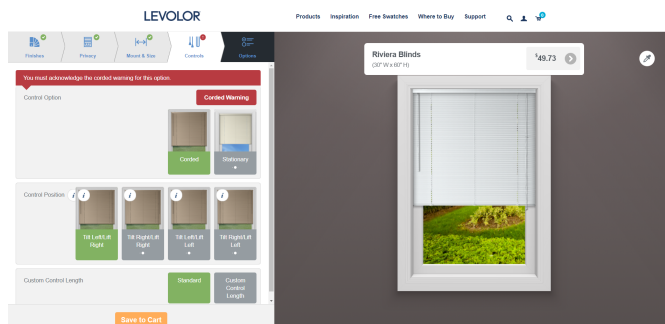 LEVOLOR
Products Inspiration Free Swatches Where to Buy Support
0
Finishes Privacy Mount & Size Controls Options
You must acknowledge the corded warning for this option.
Control Option
Corded Warning
Corded
Stationary
+
Control Position
i i i i i
Tilt Left/Lift Right
Tilt Right/Lift Right
+
Tilt Left/Lift Left
+
Tilt Right/Lift Left
+
Custom Control Length
Standard
Custom Control Length
Save to Cart
Riviera Blinds
(30" W x 60" H)
$49.73